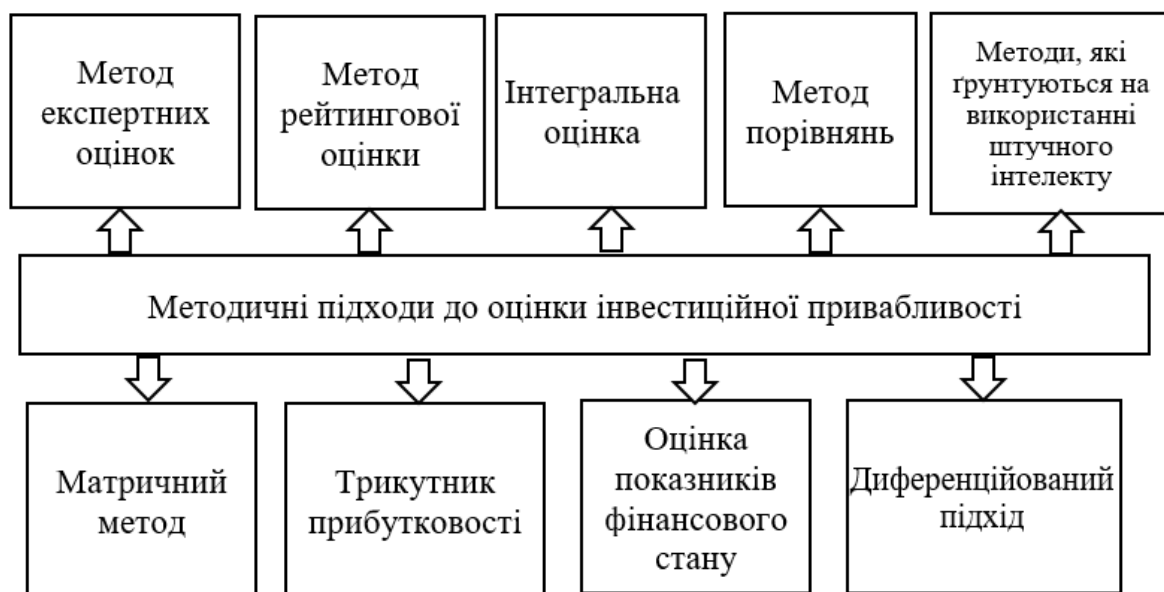 Метод
експертних
оцінок
Метод
рейтингової
оцінки
Інтегральна
оцінка
Метод
порівнянь
Методи, які
ґрунтуються на
використанні
штучного
інтелекту
Методичні підходи до оцінки інвестиційної привабливості
Матричний
метод
Трикутник
прибутковості
Оцінка
показників
фінансового
стану
Диференційований
підхід